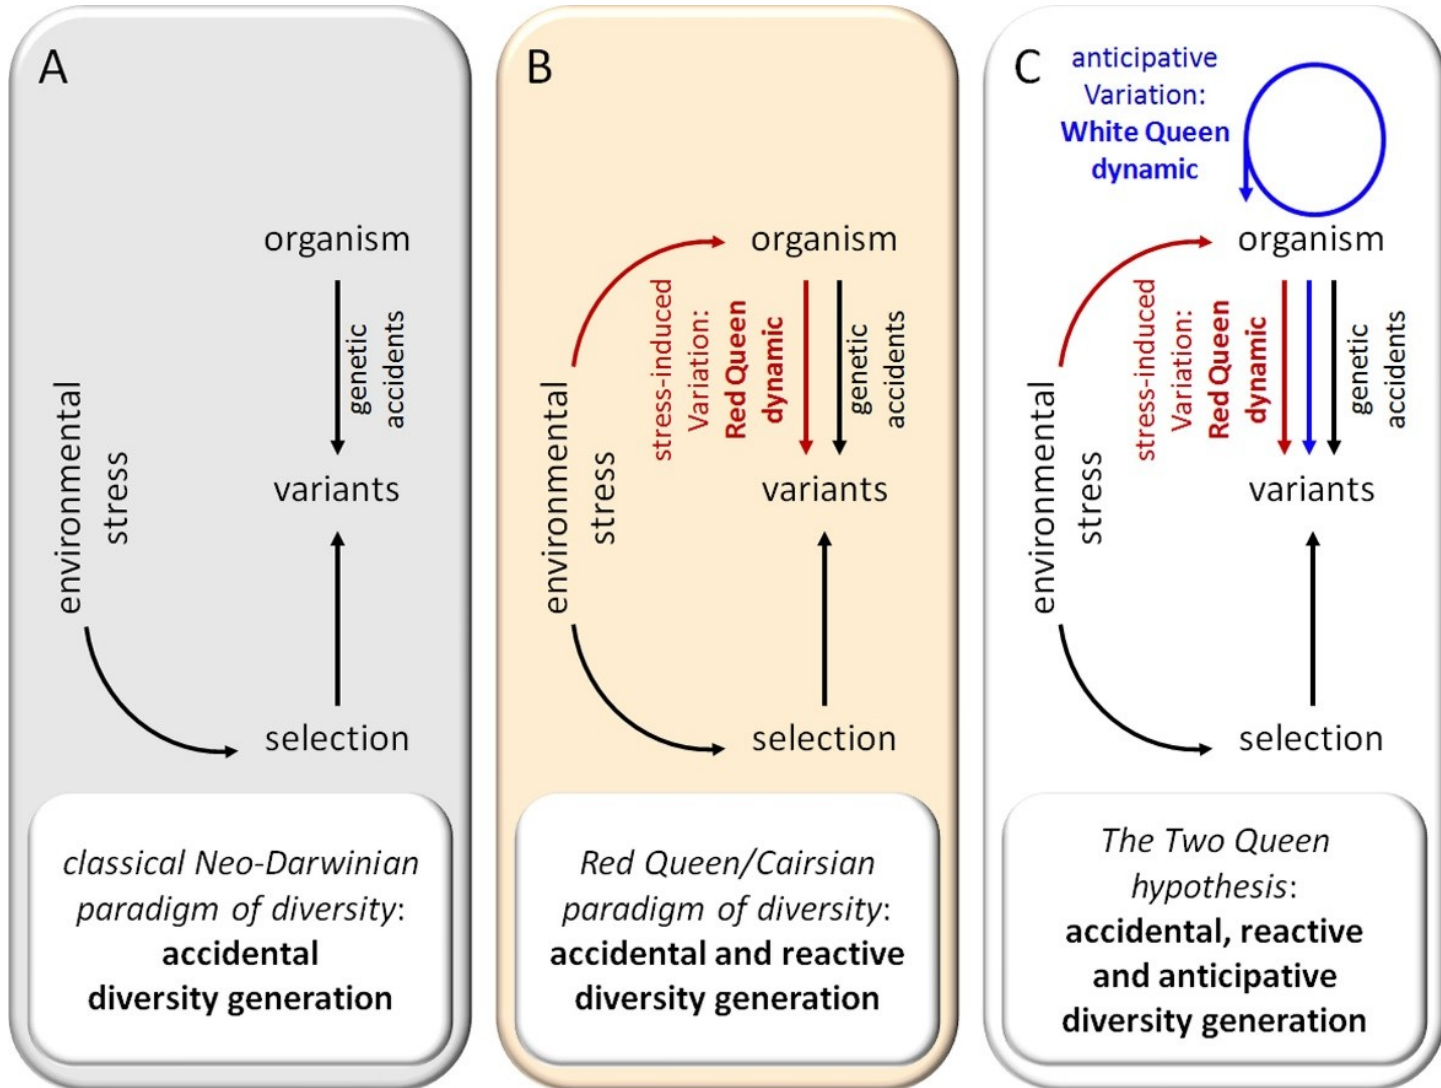 A
organism
genetic
accidents
environmental
stress
variants
selection
classical Neo-Darwinian
paradigm of diversity:
accidental
diversity generation
B
organism
stress-induced
Variation:
Red Queen
dynamic
genetic
accidents
environmental
stress
variants
selection
Red Queen/Cairsian
paradigm of diversity:
accidental and reactive
diversity generation
C
anticipative
Variation:
White Queen
dynamic
organism
stress-induced
Variation:
Red Queen
dynamic
genetic
accidents
environmental
stress
variants
selection
The Two Queen
hypothesis:
accidental, reactive
and anticipative
diversity generation